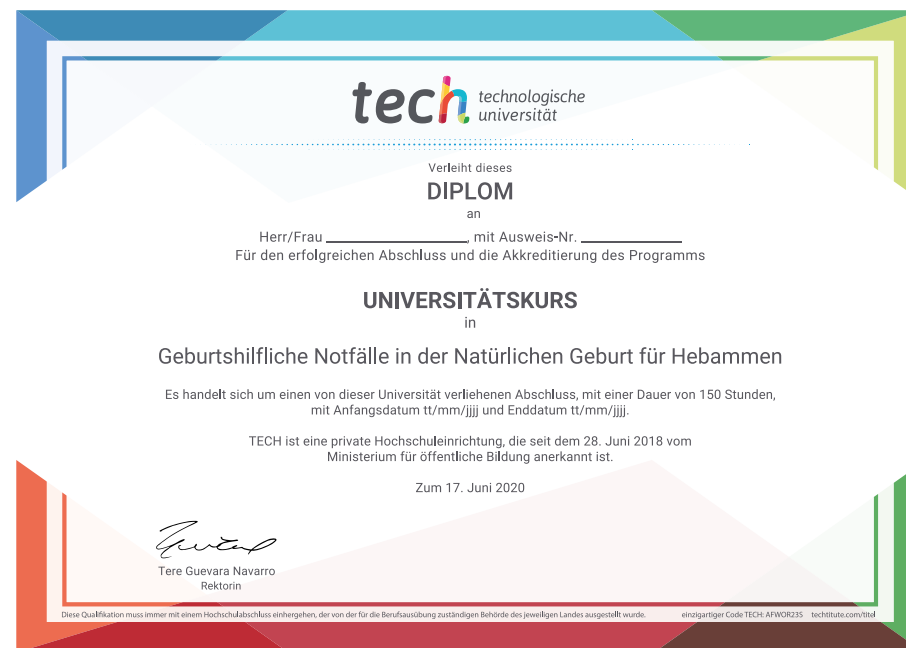 tech technologische
universität
Verleiht dieses
DIPLOM
an
Herr/Frau ____________________, mit Ausweis-Nr. ______________
Für den erfolgreichen Abschluss und die Akkreditierung des Programms
UNIVERSITÄTSKURS
in
Geburtshilfliche Notfälle in der Natürlichen Geburt für Hebammen
Es handelt sich um einen von dieser Universität verliehenen Abschluss, mit einer Dauer von 150 Stunden,
mit Anfangsdatum tt/mm/jjjj und Enddatum tt/mm/jjjj.
TECH ist eine private Hochschuleinrichtung, die seit dem 28. Juni 2018 vom
Ministerium für öffentliche Bildung anerkannt ist.
Zum 17. Juni 2020
Tere Guevara Navarro
Rektorin
Diese Qualifikation muss immer mit einem Hochschulabschluss einhergehen, der von der für die Berufsausübung zuständigen Behörde des jeweiligen Landes ausgestellt wurde. einzigartiger Code TECH: AFWOR23S techtitute.com/titel